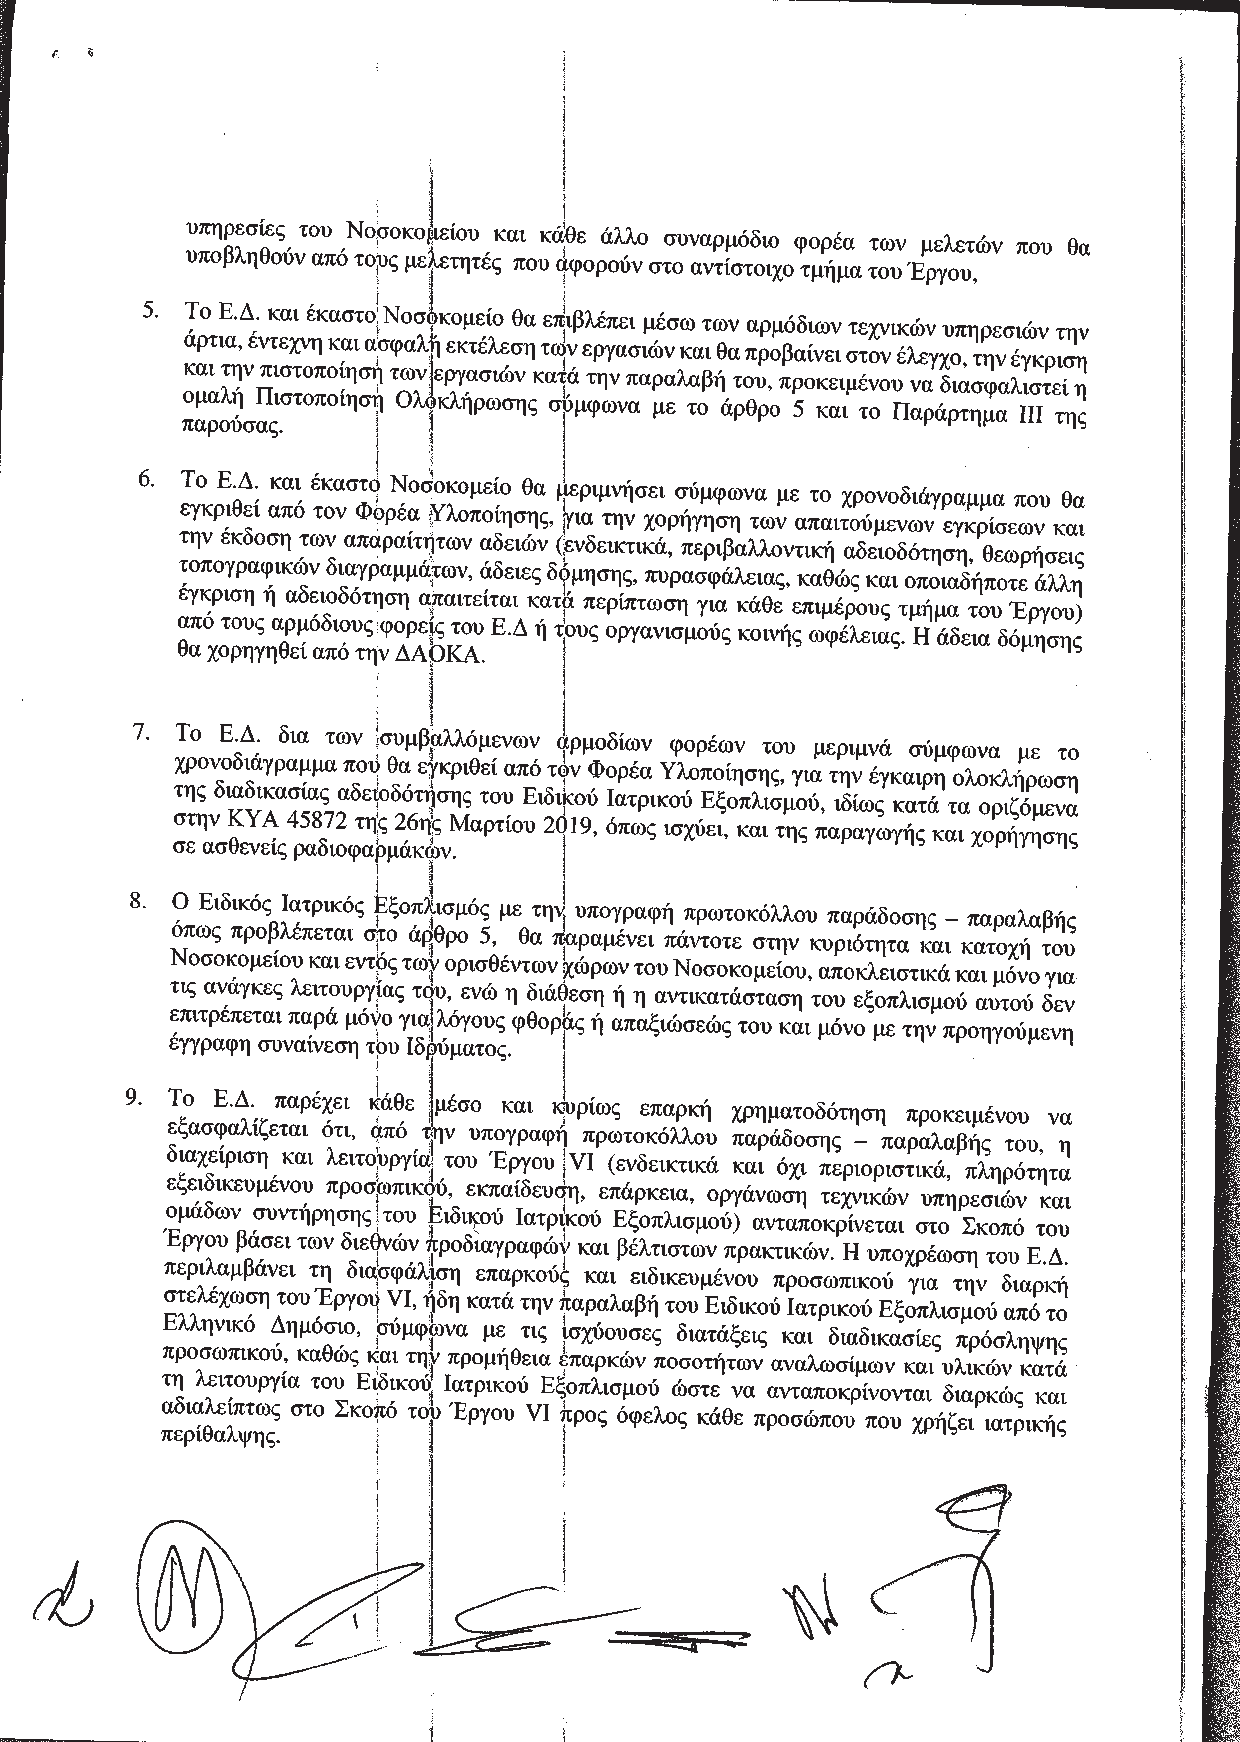 υπηρεσίες του Νοσοκομείου και κάθε άλλο συναρμόδιο φορέα των μελετών που θα
υποβληθούν από τους μελετητές που αφορούν στο αντίστοιχο τμήμα του Έργου,
5. Το Ε.Δ. και έκαστο Νοσοκομείο θα επιβλέπει μέσω των αρμόδιων τεχνικών υπηρεσιών την
άρτια, έντεχνη και ασφαλή εκτέλεση των εργασιών και θα προβαίνει στον έλεγχο, την έγκριση
και την πιστοποίηση των εργασιών κατά την παραλαβή του, προκειμένου να διασφαλιστεί η
ομαλή Πιστοποίηση Ολοκλήρωσης σύμφωνα με το άρθρο 5 και το Παράρτημα ΙΙΙ της
παρούσας.
6. Το Ε.Δ. και έκαστο Νοσοκομείο θα μεριμνήσει σύμφωνα με το χρονοδιάγραμμα που θα
εγκριθεί από τον Φορέα Υλοποίησης, για την χορήγηση των απαιτούμενων εγκρίσεων και
την έκδοση των απαραίτητων αδειών (ενδεικτικά, περιβαλλοντική αδειοδότηση, θεωρήσεις
τοπογραφικών διαγραμμάτων, άδειες δόμησης, πυρασφάλειας, καθώς και οποιαδήποτε άλλη
έγκριση ή αδειοδότηση απαιτείται κατά περίπτωση για κάθε επιμέρους τμήμα του Έργου)
από τους αρμόδιους φορείς του Ε.Δ ή τους οργανισμούς κοινής ωφέλειας. Η άδεια δόμησης
θα χορηγηθεί από την ΔΑΟΚΑ.
7. Το Ε.Δ. δια των συμβαλλόμενων αρμοδίων φορέων του μεριμνά σύμφωνα με το
χρονοδιάγραμμα που θα εγκριθεί από τον Φορέα Υλοποίησης, για την έγκαιρη ολοκλήρωση
της διαδικασίας αδειοδότησης του Ειδικού Ιατρικού Εξοπλισμού, ιδίως κατά τα οριζόμενα
στην ΚΥΑ 45872 της 26ης Μαρτίου 2019, όπως ισχύει, και της παραγωγής και χορήγησης
σε ασθενείς ραδιοφαρμάκων.
8. Ο Ειδικός Ιατρικός Εξοπλισμός με την υπογραφή πρωτοκόλλου παράδοσης – παραλαβής
όπως προβλέπεται στο άρθρο 5, θα παραμένει πάντοτε στην κυριότητα και κατοχή του
Νοσοκομείου και εντός των ορισθέντων χώρων του Νοσοκομείου, αποκλειστικά και μόνο για
τις ανάγκες λειτουργίας του, ενώ η διάθεση ή η αντικατάσταση του εξοπλισμού αυτού δεν
επιτρέπεται παρά μόνο για λόγους φθοράς ή απαξιώσεώς του και μόνο με την προηγούμενη
έγγραφη συναίνεση του Ιδρύματος.
9. Το Ε.Δ. παρέχει κάθε μέσο και κυρίως επαρκή χρηματοδότηση προκειμένου να
εξασφαλίζεται ότι, από την υπογραφή πρωτοκόλλου παράδοσης – παραλαβής του, η
διαχείριση και λειτουργία του Έργου VI (ενδεικτικά και όχι περιοριστικά, πληρότητα
εξειδικευμένου προσωπικού, εκπαίδευση, επάρκεια, οργάνωση τεχνικών υπηρεσιών και
ομάδων συντήρησης του Ειδικού Ιατρικού Εξοπλισμού) ανταποκρίνεται στο Σκοπό του
Έργου βάσει των διεθνών προδιαγραφών και βέλτιστων πρακτικών. Η υποχρέωση του Ε.Δ.
περιλαμβάνει τη διασφάλιση επαρκούς και ειδικευμένου προσωπικού για την διαρκή
στελέχωση του Έργου VI, ήδη κατά την παραλαβή του Ειδικού Ιατρικού Εξοπλισμού από το
Ελληνικό Δημόσιο, σύμφωνα με τις ισχύουσες διατάξεις και διαδικασίες πρόσληψης
προσωπικού, καθώς και την προμήθεια επαρκών ποσοτήτων αναλωσίμων και υλικών κατά
τη λειτουργία του Ειδικού Ιατρικού Εξοπλισμού ώστε να ανταποκρίνονται διαρκώς και
αδιαλείπτως στο Σκοπό του Έργου VI προς όφελος κάθε προσώπου που χρήζει ιατρικής
περίθαλψης.